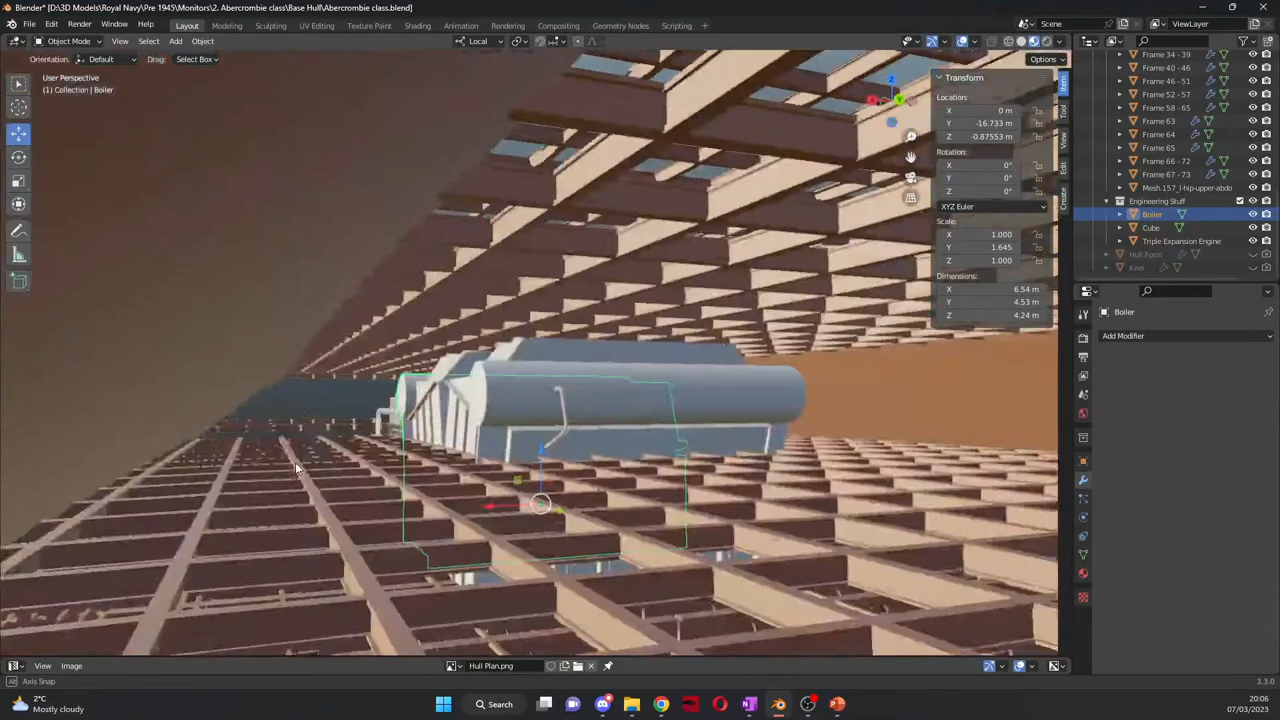 Blender* [D:\3D Models\Royal Navy\Pre 1945\Monitors\2. Abercrombie class\Base Hull\Abercrombie class.blend]
File Edit Render Window Help Layout Modeling Sculpting UV Editing Texture Paint Shading Animation Rendering Compositing Geometry Nodes Scripting + Scene ViewLayer
Object Mode View Select Add Object Local
Orientation: Default Drag: Select Box Options
User Perspective
(1) Collection | Boiler
Transform
Location:
X 0 m
Y -16.733 m
Z -0.87553 m
Rotation:
X 0°
Y 0°
Z 0°
XYZ Euler
Scale:
X 1.000
Y 1.645
Z 1.000
Dimensions:
X 6.54 m
Y 4.53 m
Z 4.24 m
Item
Tool
View
Edit
Create
Frame 34 - 39
Frame 40 -46
Frame 46 -51
Frame 52 -57
Frame 58 -65
Frame 63
Frame 64
Frame 65
Frame 66 - 72
Frame 67 - 73
Mesh.157_l-hip-upper-abdo
Engineering Stuff
Boiler
Cube
Triple Expansion Engine
Hull Form
Keel
Boiler
Add Modifier
View Image Hull Plan.png
Axis Snap 3.3.0
2°C
Mostly cloudy
Search
20:06
07/03/2023